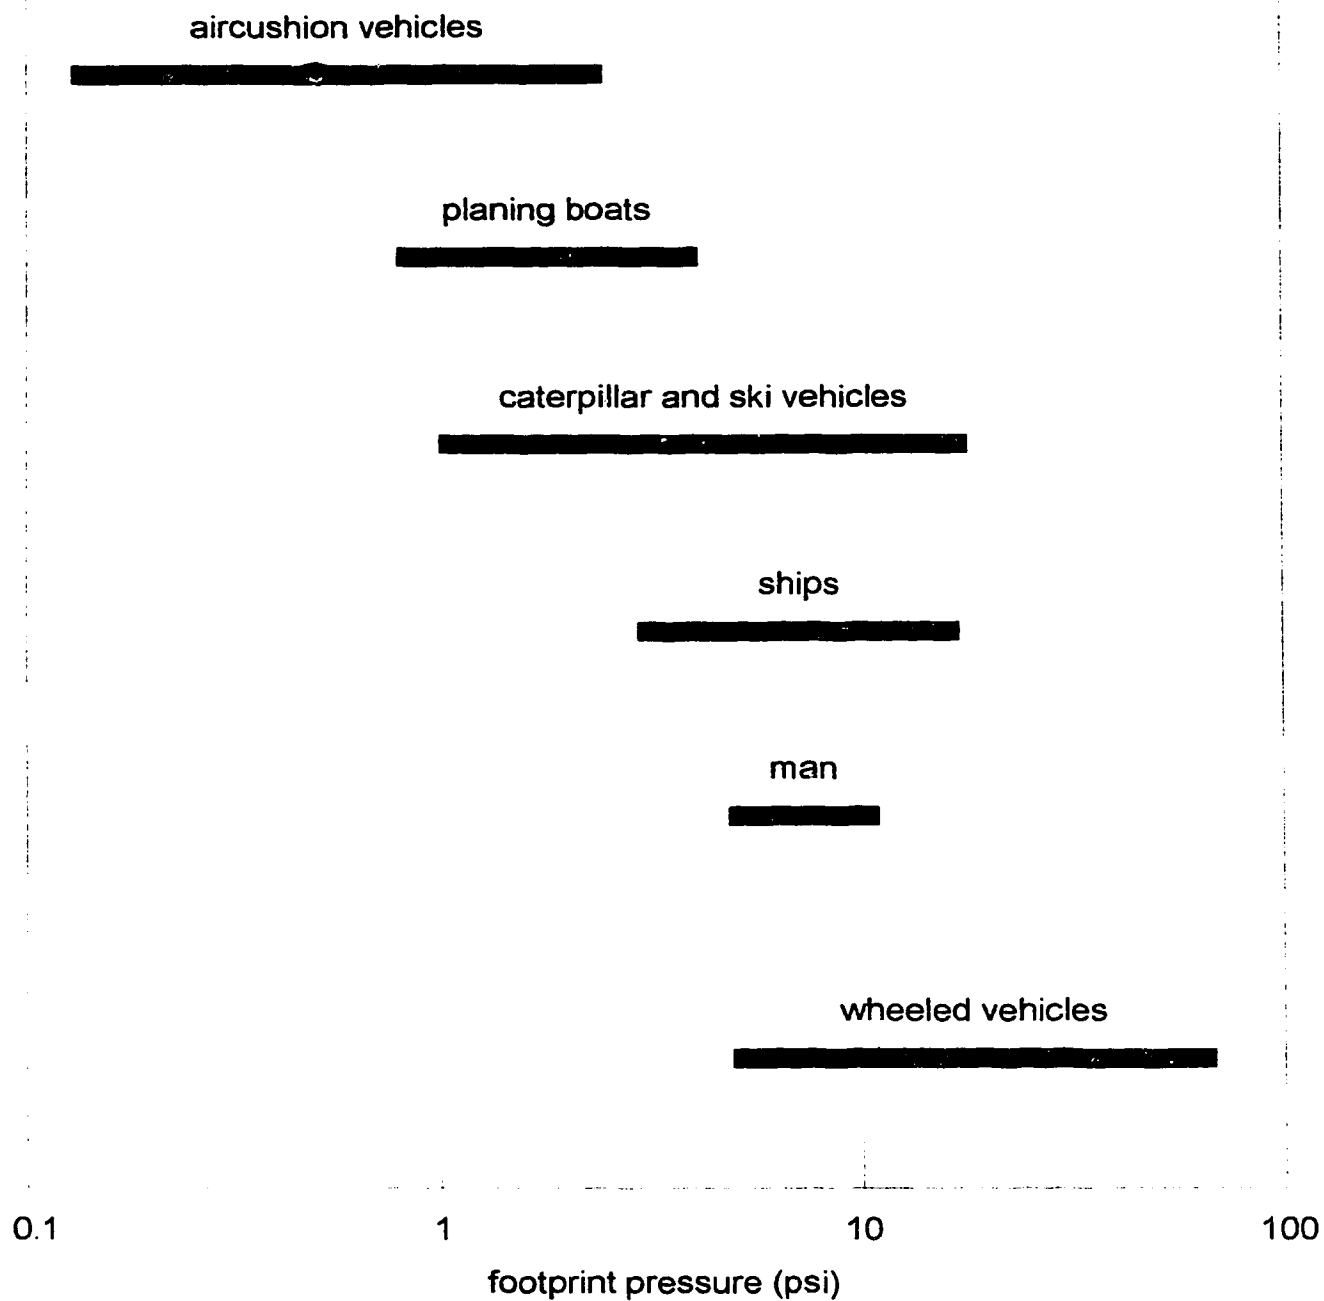 aircushion vehicles
planing boats
caterpillar and ski vehicles
ships
man
wheeled vehicles
0.1 1 10 100
footprint pressure (psi)